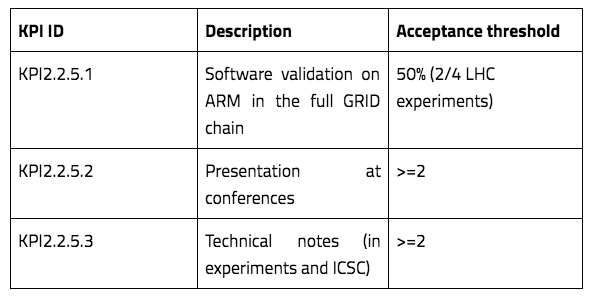 KPI ID Description Acceptance threshold
KPI2.2.5.1 Software validation on 50% (2/4 LHC
ARM in the full GRID experiments)
chain
KPI2.2.5.2 Presentation at >=2
conferences
KPI2.2.5.3 Technical notes (in >=2
experiments and ICSC)